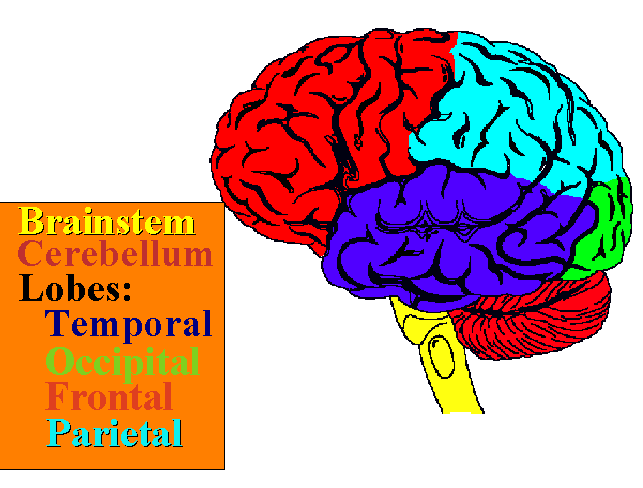 Brainstem
Cerebellum
Lobes:
Temporal
Occipital
Frontal
Parietal